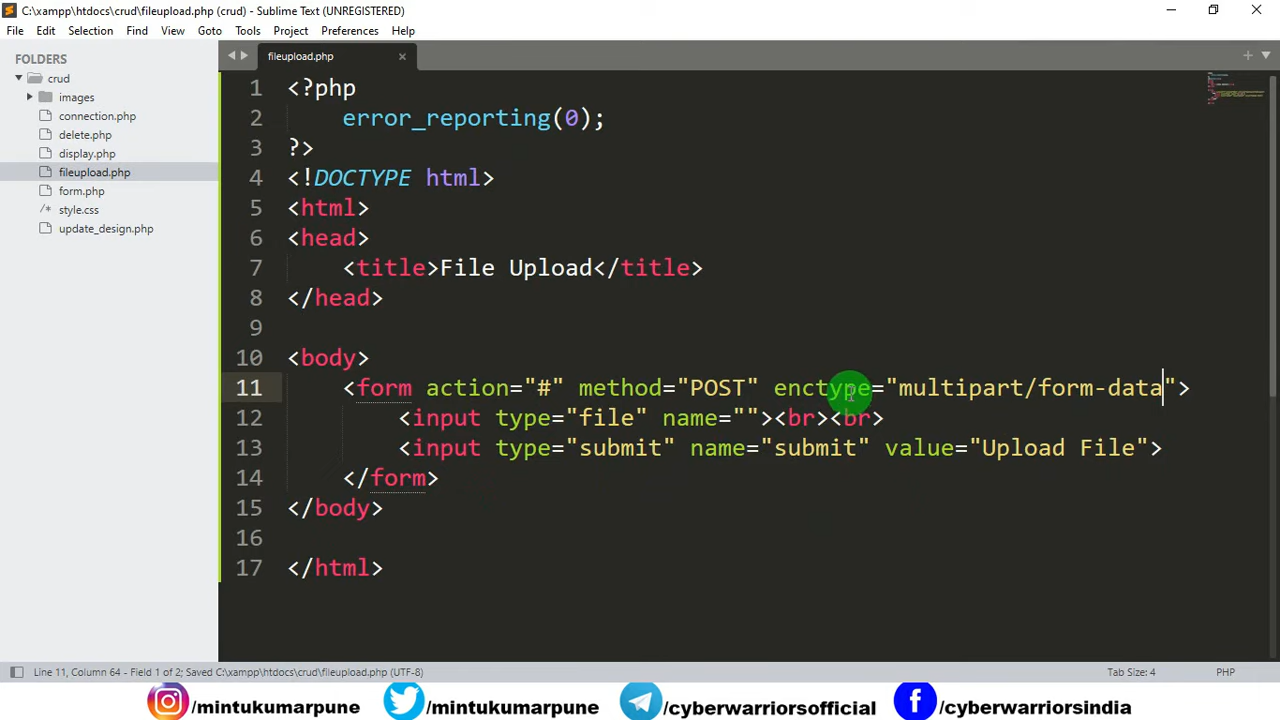 C:\xampp\htdocs\crud\fileupload.php (crud) - Sublime Text (UNREGISTERED)
File Edit Selection Find View Goto Tools Project Preferences Help
FOLDERS
crud
images
connection.php
delete.php
display.php
fileupload.php
form.php
/* style.css
update_design.php
fileupload.php
1 <?php
2 error_reporting(0);
3 ?>
4 <!DOCTYPE html>
5 <html>
6 <head>
7 <title>File Upload</title>
8 </head>
9
10 <body>
11 <form action="#" method="POST" enctype="multipart/form-data">
12 <input type="file" name=""><br><br>
13 <input type="submit" name="submit" value="Upload File">
14 </form>
15 </body>
16
17 </html>
Line 11, Column 64 - Field 1 of 2; Saved C:\xampp\htdocs\crud\fileupload.php (UTF-8)
Tab Size: 4
PHP
/mintukumarpune
/mintukumarpune
/cyberwarriorsofficial
/cyberwarriorsindia